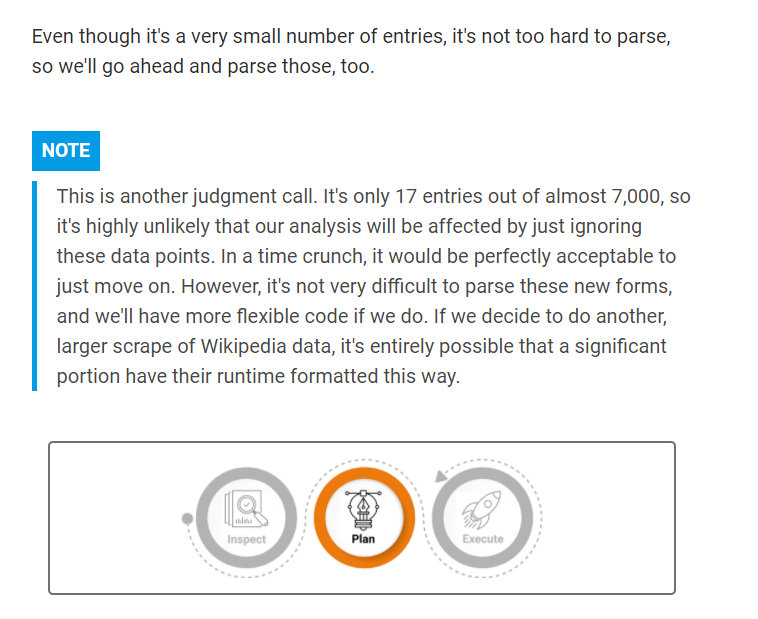 Even though it's a very small number of entries, it's not too hard to parse,
so we'll go ahead and parse those, too.
NOTE
This is another judgment call. It's only 17 entries out of almost 7,000, so
it's highly unlikely that our analysis will be affected by just ignoring
these data points. In a time crunch, it would be perfectly acceptable to
just move on. However, it's not very difficult to parse these new forms,
and we'll have more flexible code if we do. If we decide to do another,
larger scrape of Wikipedia data, it's entirely possible that a significant
portion have their runtime formatted this way.
Inspect
Plan
Execute